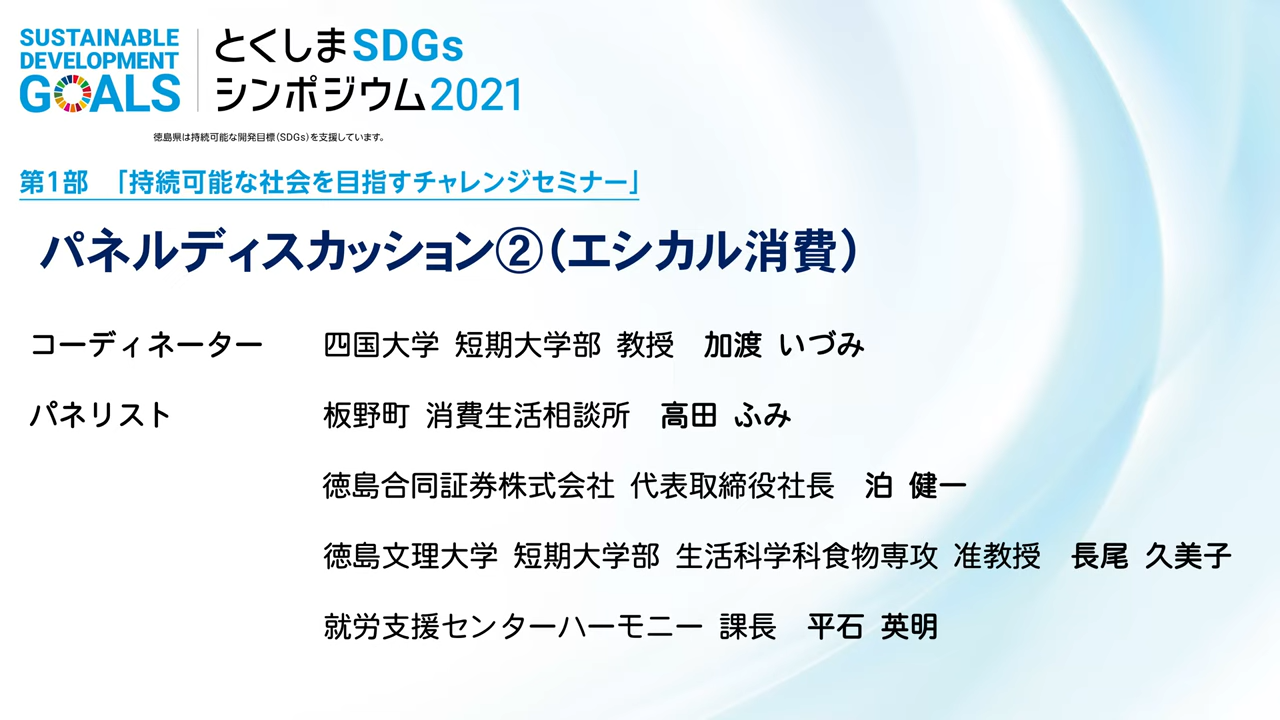 SUSTAINABLE
DEVELOPMENT
GOALS
とくしまSDGs
シンポジウム2021
徳島県は持続可能な開発目標(SDGs)を支援しています。
第1部 「持続可能な社会を目指すチャレンジセミナー」
パネルディスカッション②(エシカル消費)
コーディネーター 四国大学 短期大学部 教授 加渡 いづみ
パネリスト 板野町 消費生活相談所 高田 ふみ
徳島合同証券株式会社 代表取締役社長 泊 健一
徳島文理大学 短期大学部 生活科学科食物専攻 准教授 長尾 久美子
就労支援センターハーモニー 課長 平石 英明